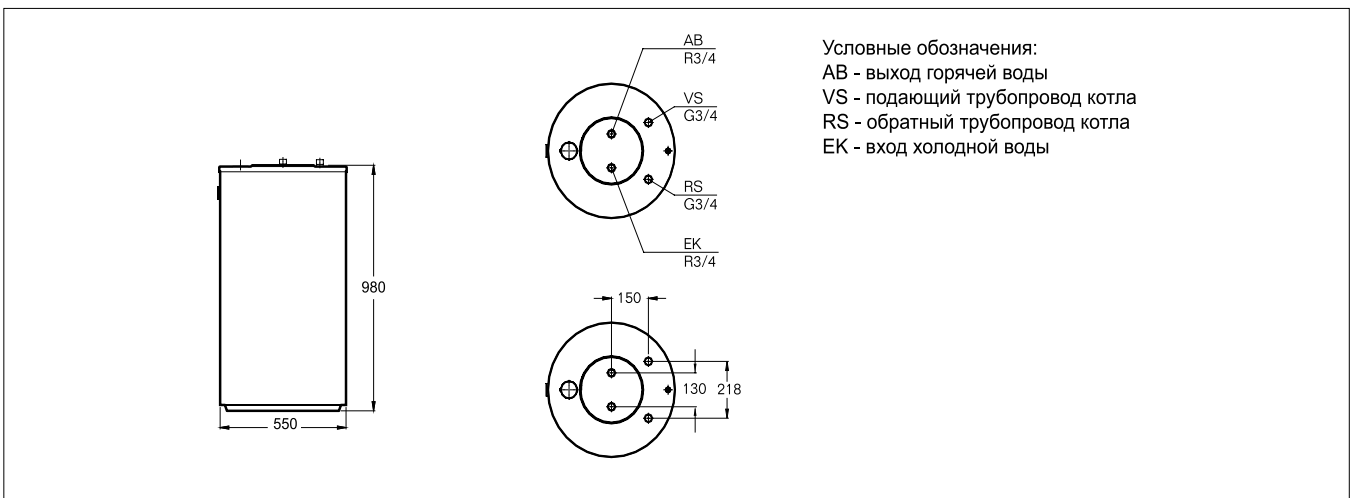 AB
R3/4
VS
G3/4
RS
G3/4
EK
R3/4
Условные обозначения:
AB - выход горячей воды
VS - подающий трубопровод котла
RS - обратный трубопровод котла
EK - вход холодной воды
980
550
150
130
218